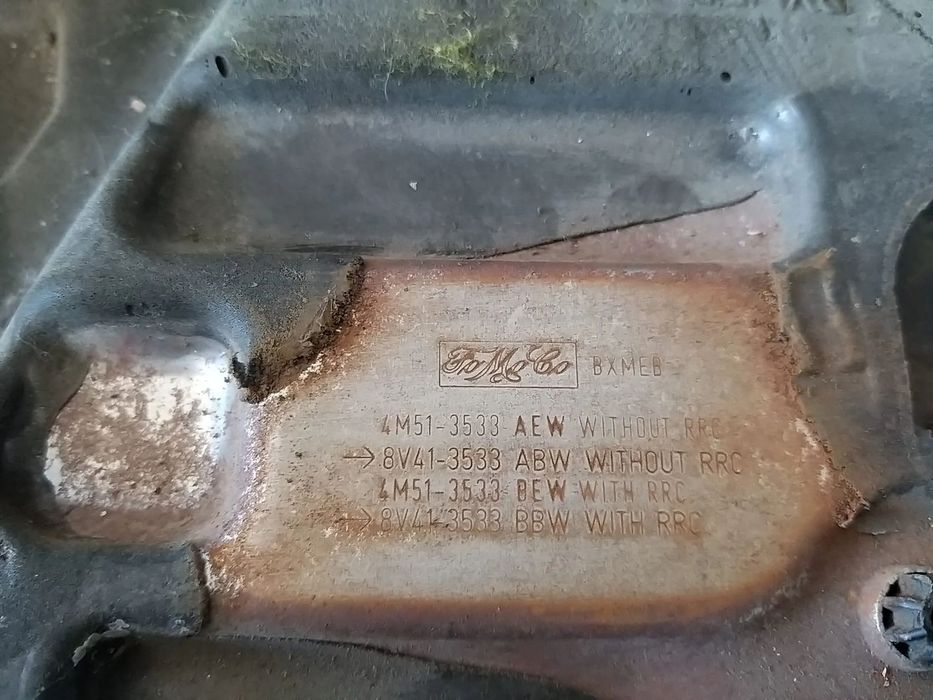 FoMoCo BXMEB
4M51-3533 AEW WITHOUT RRC
→8V41-3533 ABW WITHOUT RRC
4M51-3533 BEW WITH RRC
→8V41-3533 BBW WITH RRC